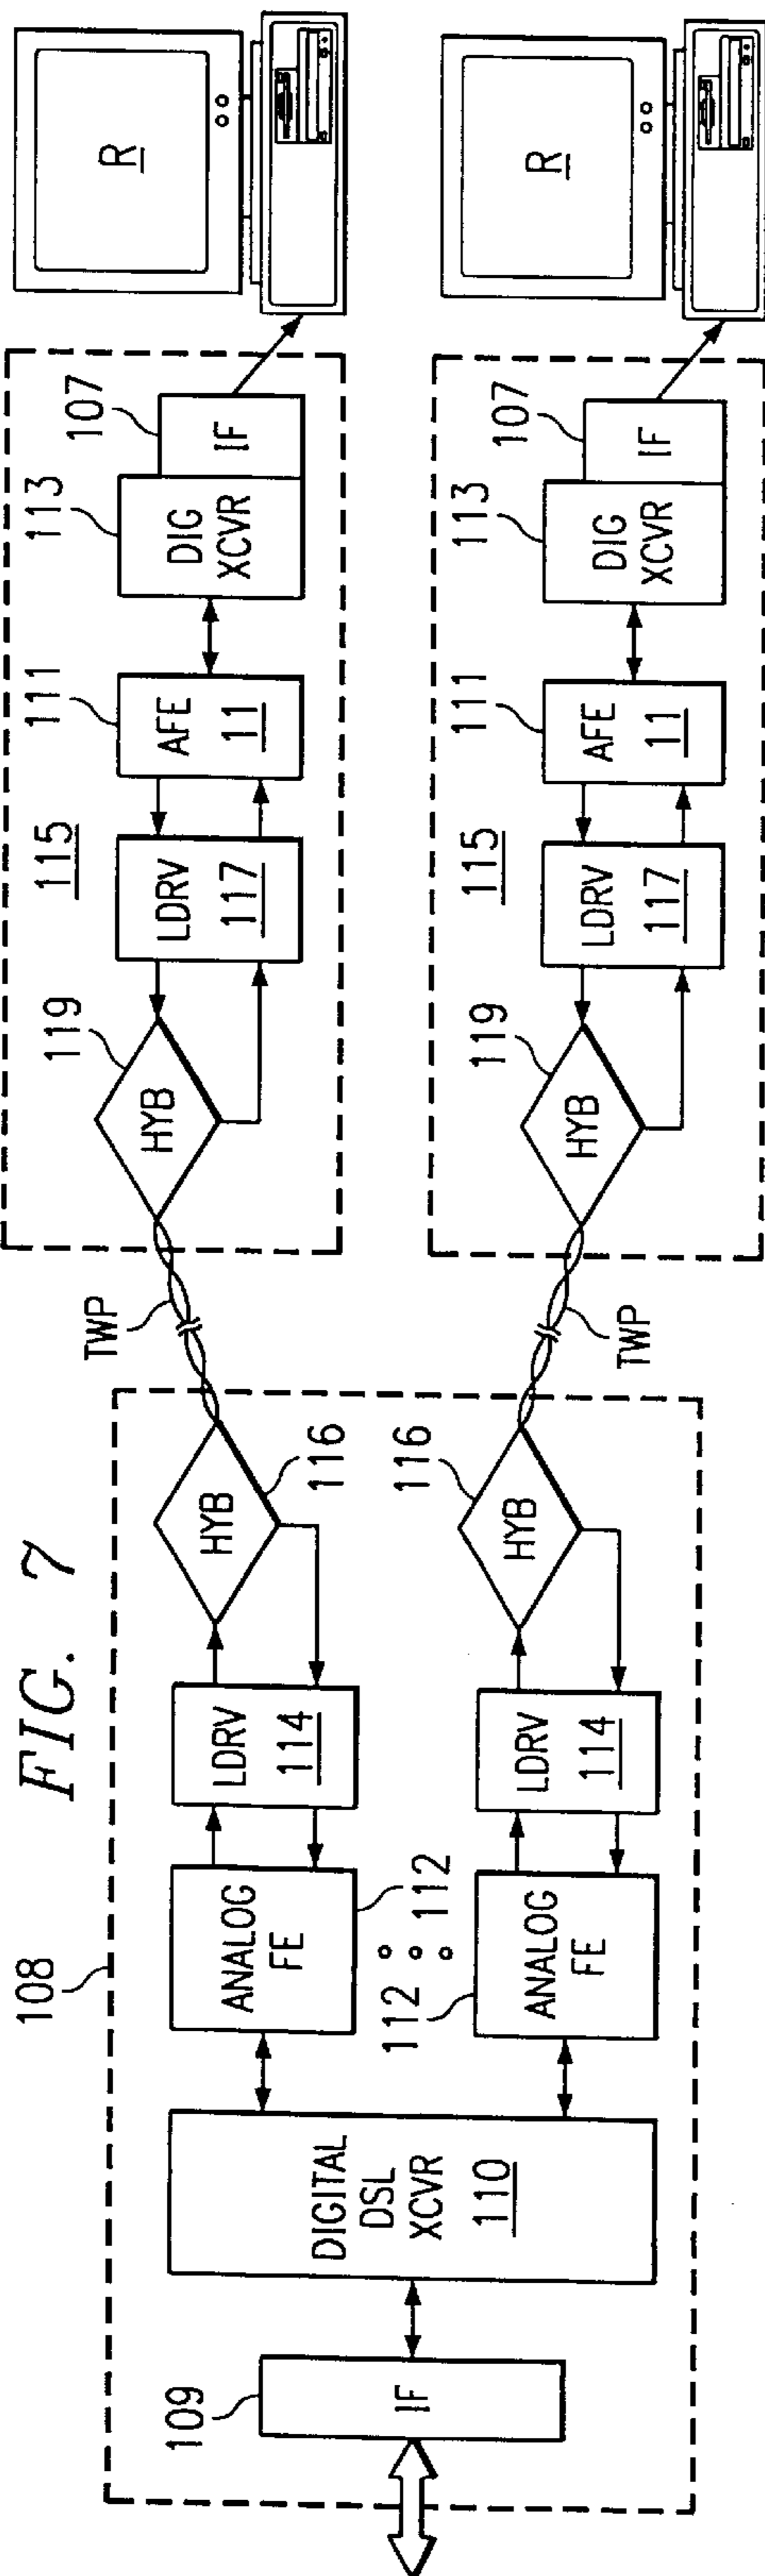 FIG. 7
108
109
IF
DIGITAL
DSL
XCVR
110
ANALOG
FE
112
LDRV
114
HYB
116
TWP
115
119
HYB
LDRV
117
111
AFE
11
113
DIG
XCVR
107
IF
R
112
ANALOG
FE
LDRV
114
116
HYB
TWP
115
119
HYB
LDRV
117
111
AFE
11
113
DIG
XCVR
107
IF
R